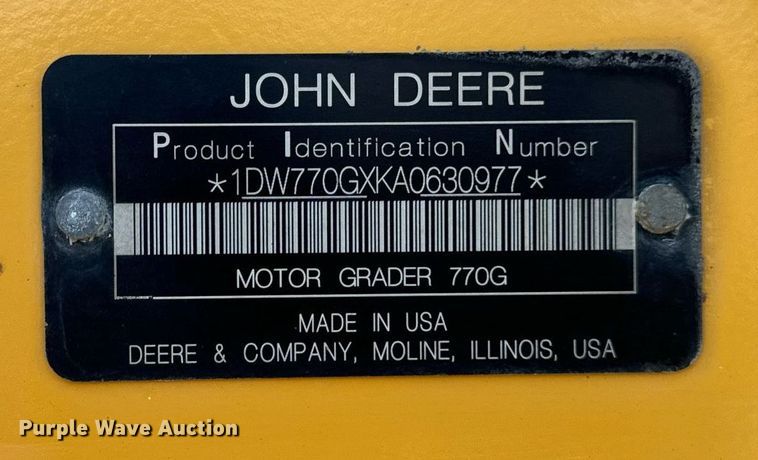 JOHN DEERE
Product Identification Number
*1DW770GXKA0630977*
MOTOR GRADER 770G
MADE IN USA
DEERE & COMPANY, MOLINE, ILLINOIS, USA
Purple Wave Auction